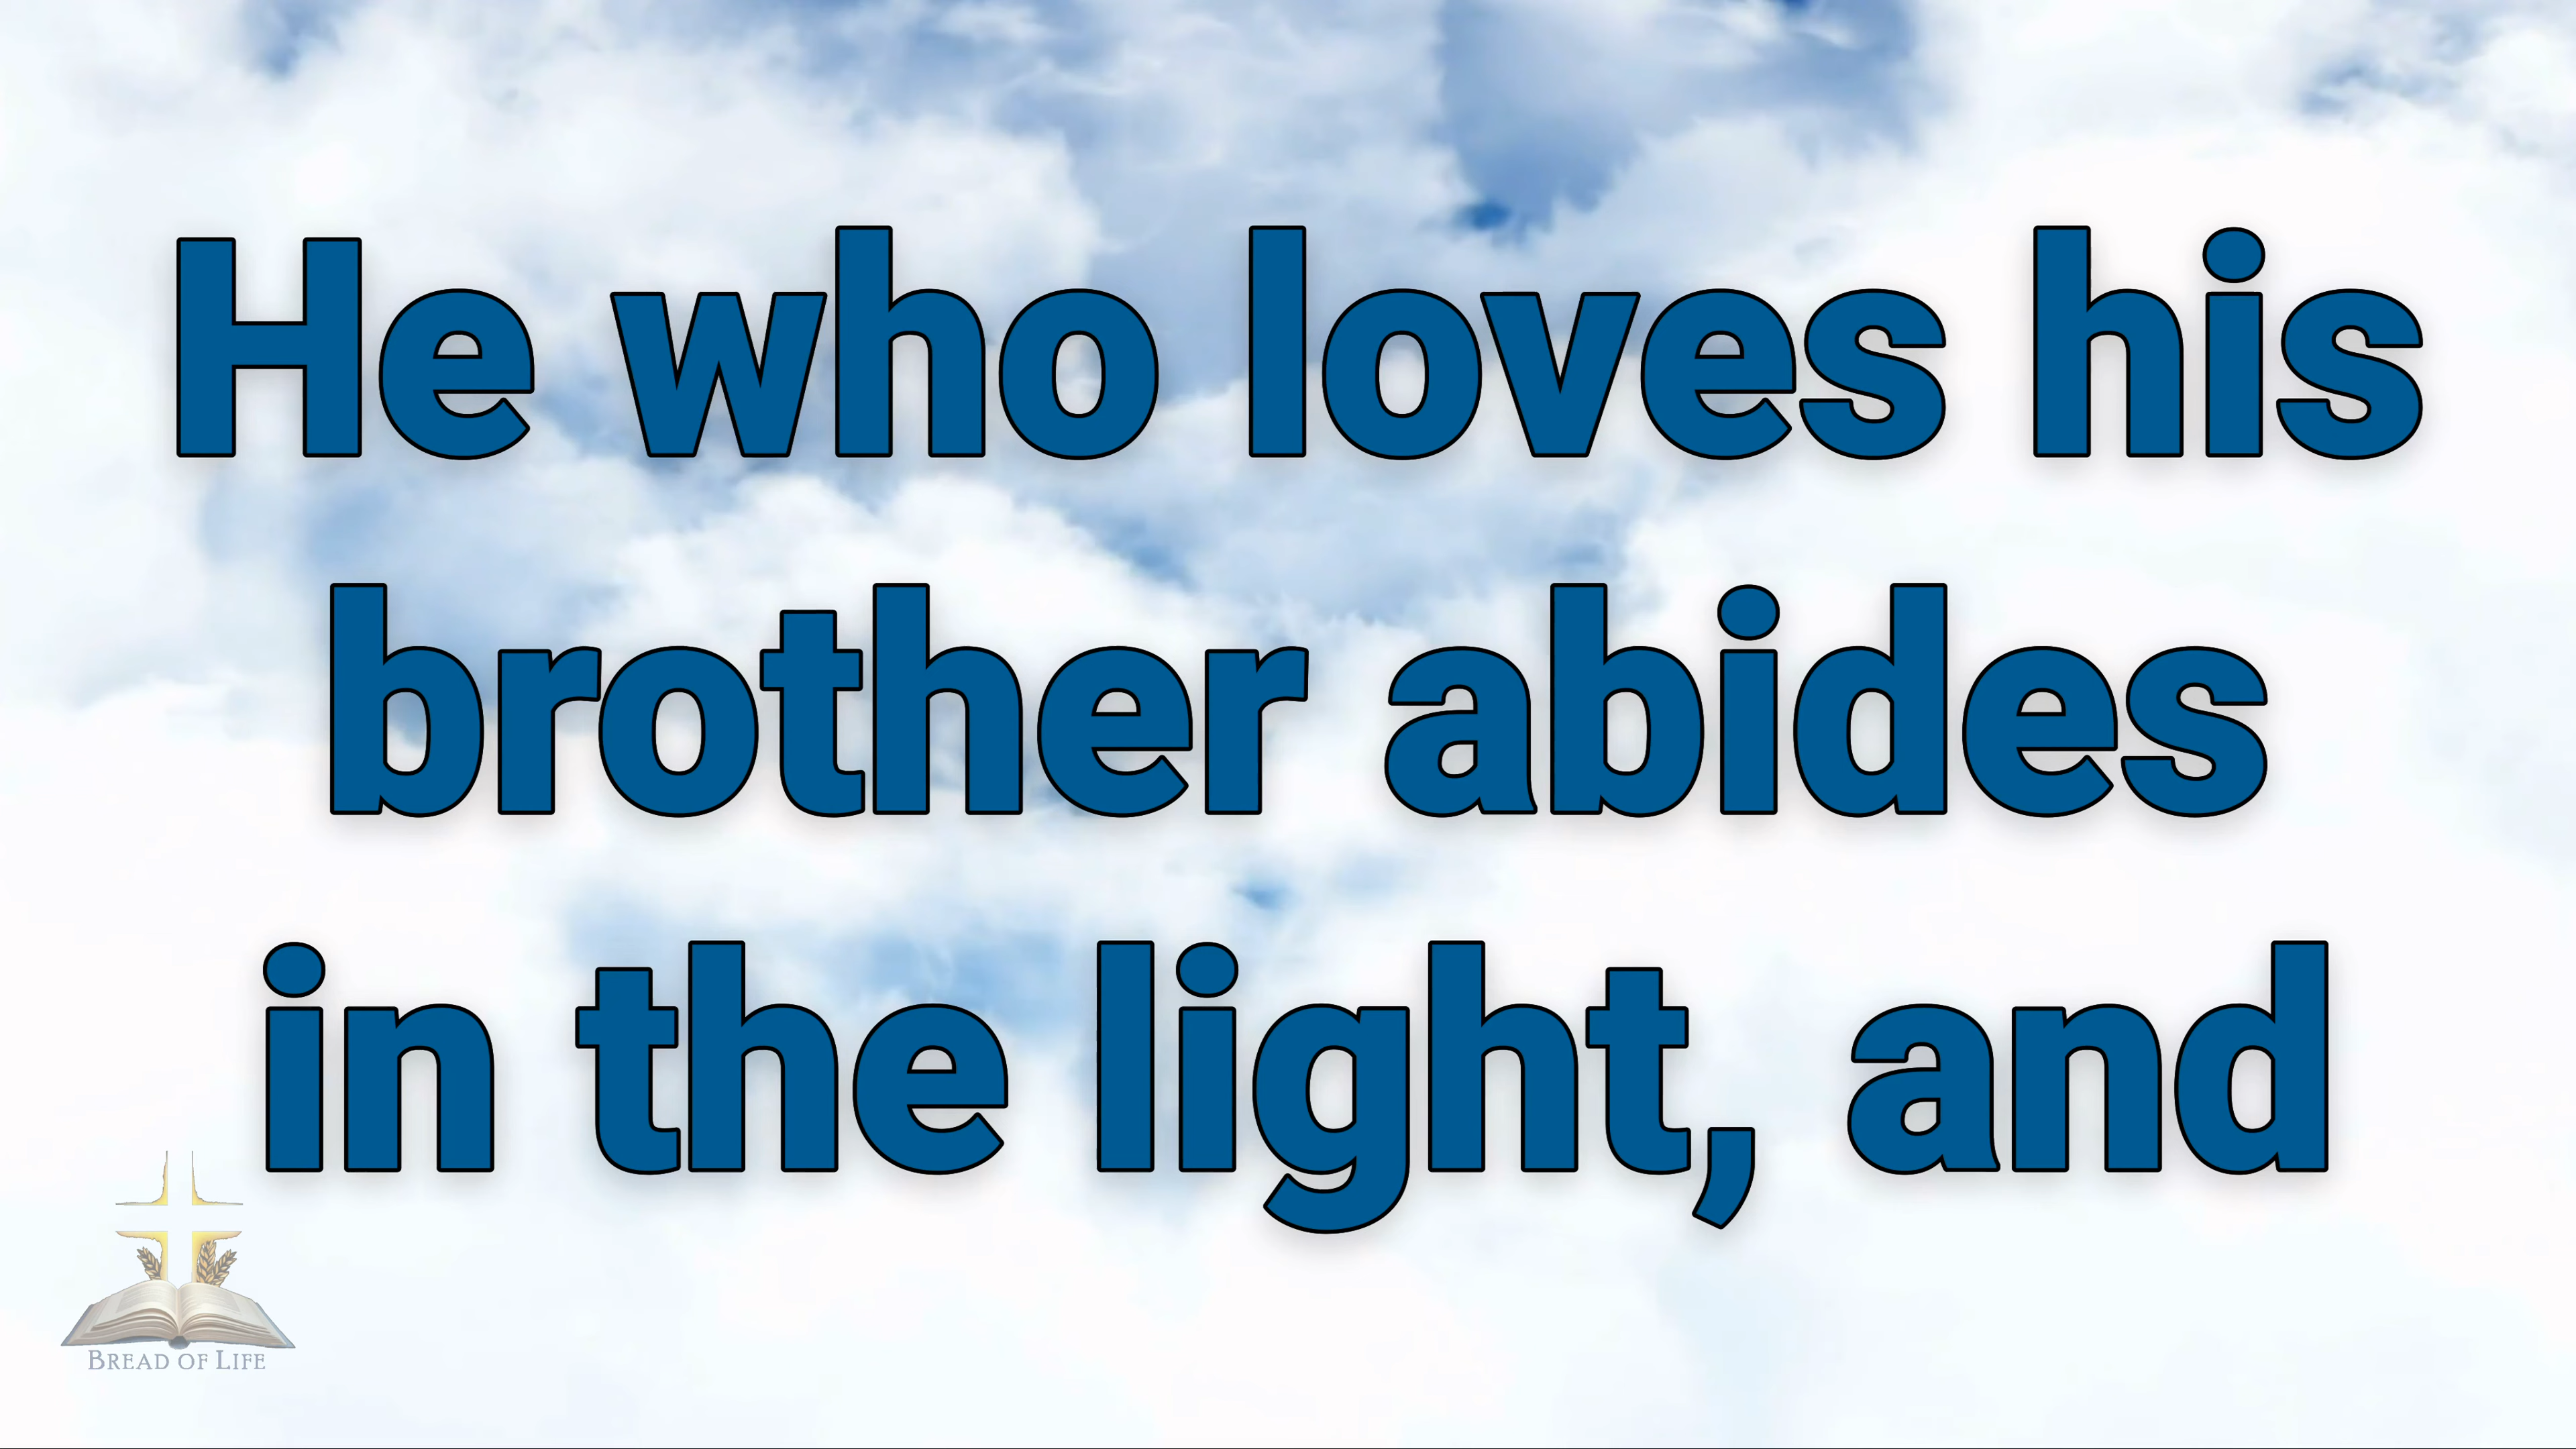 He who loves his
brother abides
in the light, and
BREAD OF LIFE